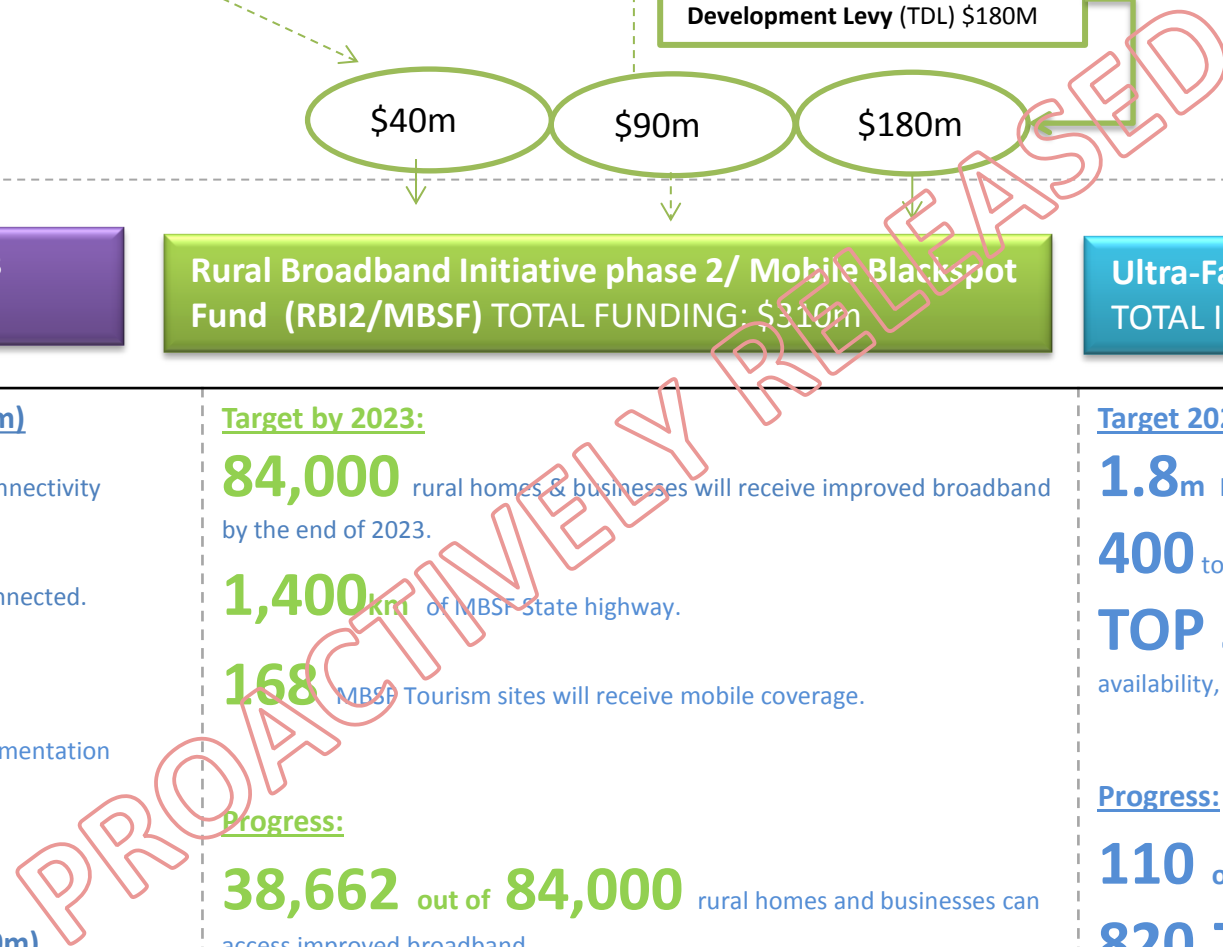 Development Levy (TDL) $180M
$40m
$90m
$180m
Rural Broadband Initiative phase 2/ Mobile Blackspot
Fund (RBI2/MBSF) TOTAL FUNDING: $310m
Ultra-Fa
TOTAL I
m)
nnectivity
nnected.
mentation
m)
Target by 2023:
84,000 rural homes & businesses will receive improved broadband
by the end of 2023.
1,400km of MBSF State highway.
168 MBSF Tourism sites will receive mobile coverage.
Progress:
38,662 out of 84,000 rural homes and businesses can
access improved broadband
Target 202
1.8m
400 to
TOP
availability,
Progress:
110 o
820
PROACTIVELY RELEASED